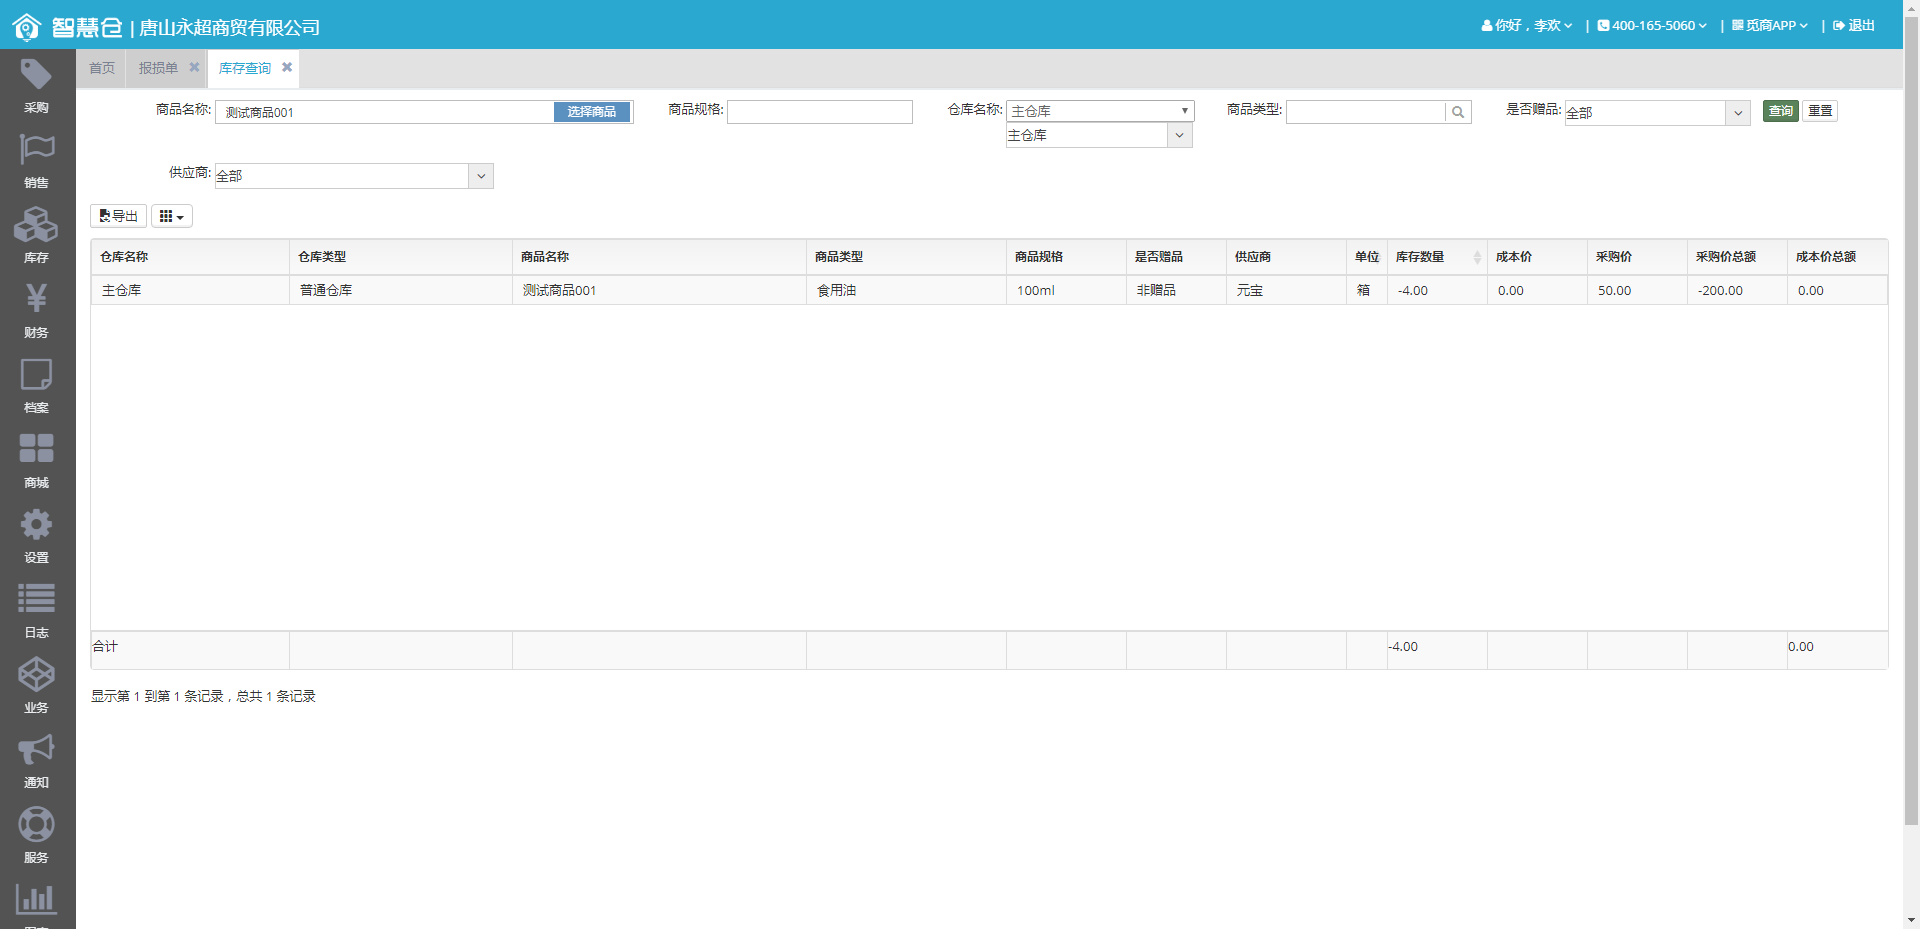 智慧仓 | 唐山永超商贸有限公司
你好，李欢 | 400-165-5060 | 觅商APP | 退出
首页 报损单 库存查询
采购
销售
库存
财务
档案
商城
设置
日志
业务
通知
服务
商品名称: 测试商品001 选择商品 商品规格: 仓库名称: 主仓库 商品类型: 是否赠品: 全部 查询 重置
主仓库
供应商: 全部
导出
仓库名称 仓库类型 商品名称 商品类型 商品规格 是否赠品 供应商 单位 库存数量 成本价 采购价 采购价总额 成本价总额
主仓库 普通仓库 测试商品001 食用油 100ml 非赠品 元宝 箱 -4.00 0.00 50.00 -200.00 0.00
合计 -4.00 0.00
显示第 1 到第 1 条记录，总共 1 条记录